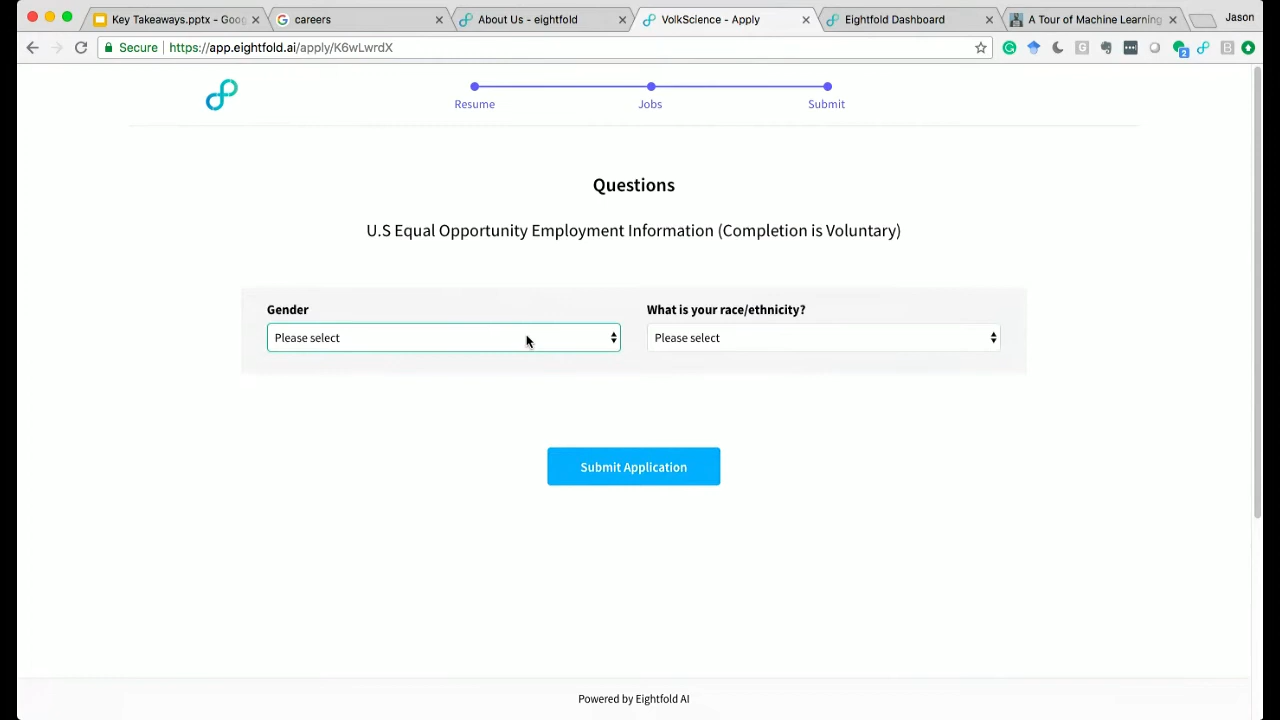 Key Takeaways.pptx - Goog
careers
About Us - eightfold
VolkScience - Apply
Eightfold Dashboard
A Tour of Machine Learning
Jason
Secure
https://app.eightfold.ai/apply/K6wLwrdX
G
2
B
Resume
Jobs
Submit
Questions
U.S Equal Opportunity Employment Information (Completion is Voluntary)
Gender
What is your race/ethnicity?
Please select
Please select
Submit Application
Powered by Eightfold AI